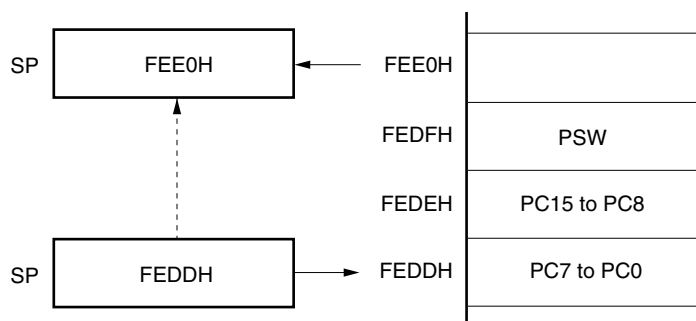 SP FEE0H FEE0H
FEDFH PSW
FEDEH PC15 to PC8
SP FEDDH FEDDH PC7 to PC0